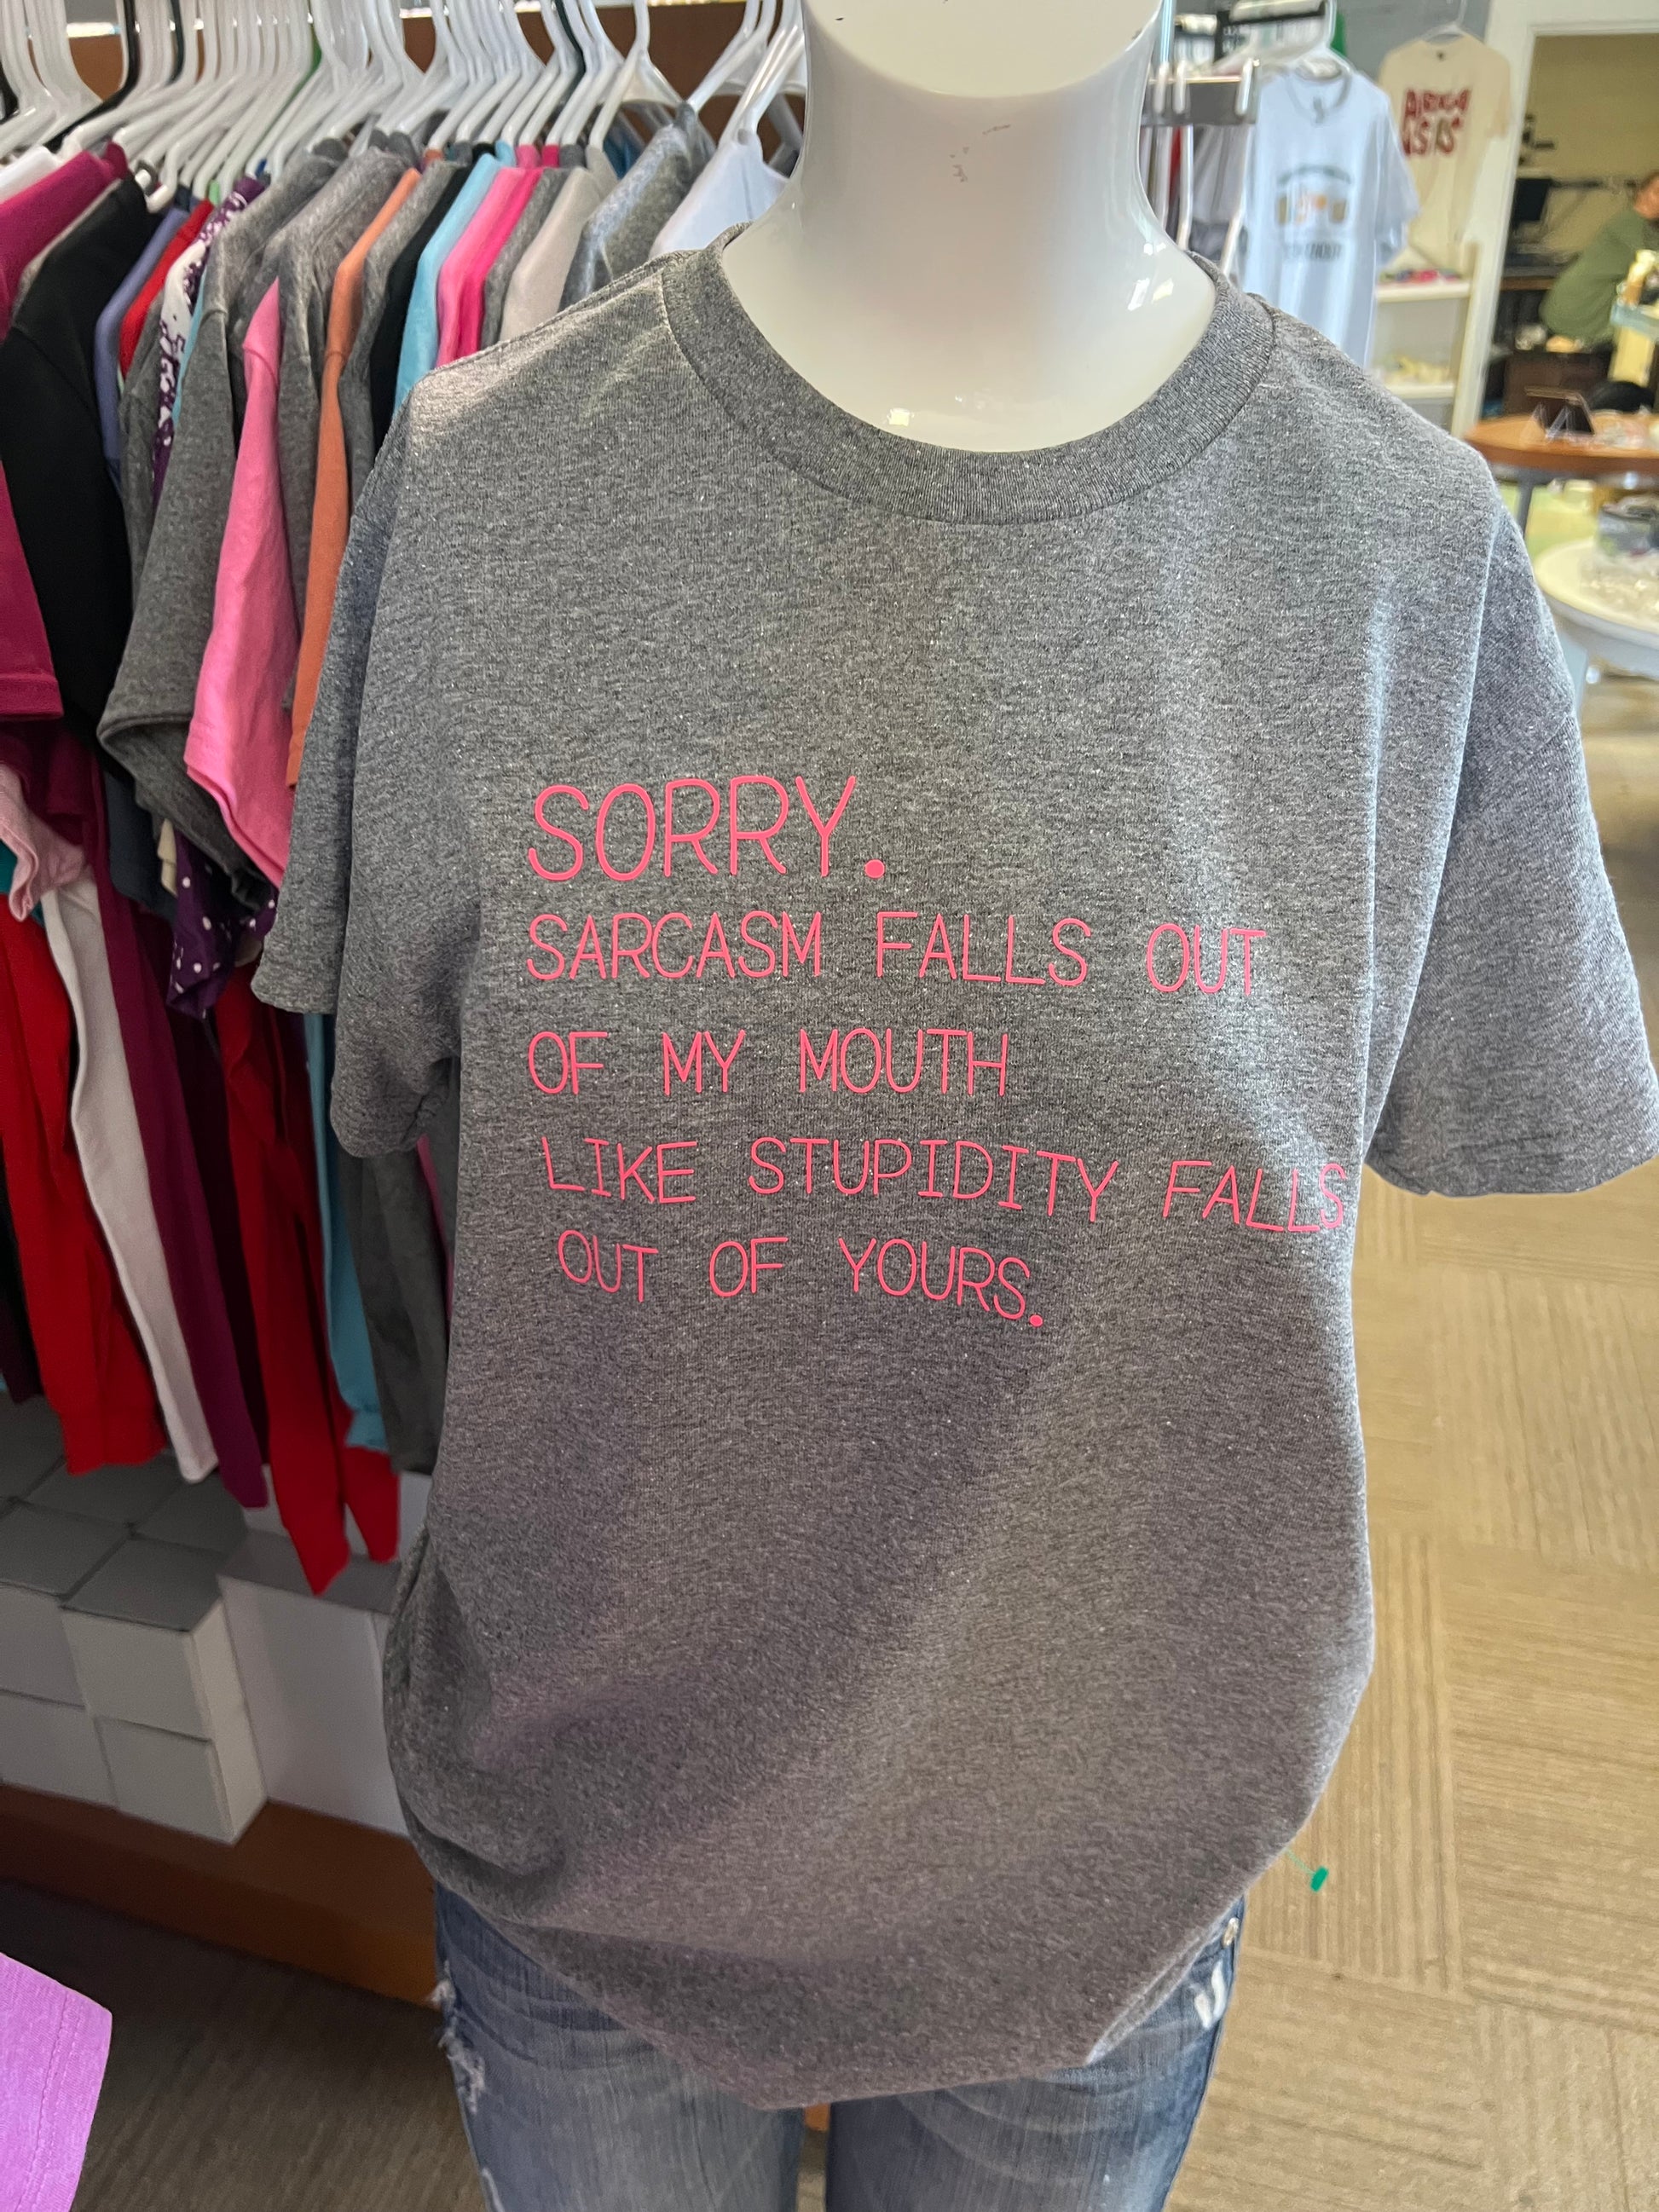 SORRY.
SARCASM FALLS OUT
OF MY MOUTH
LIKE STUPIDITY FALLS
OUT OF YOURS.